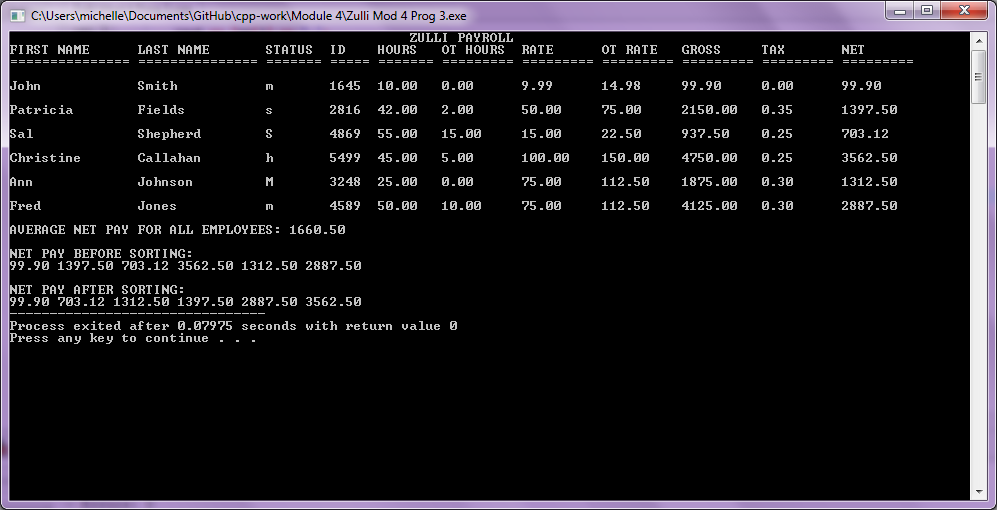 C:\Users\michelle\Documents\GitHub\cpp-work\Module 4\Zulli Mod 4 Prog 3.exe
ZULLI PAYROLL
FIRST NAME LAST NAME STATUS ID HOURS OT HOURS RATE OT RATE GROSS TAX NET
=============== =============== ====== ===== ====== ========= ========= ========= ========= ========= =========
John Smith m 1645 10.00 0.00 9.99 14.98 99.90 0.00 99.90
Patricia Fields s 2816 42.00 2.00 50.00 75.00 2150.00 0.35 1397.50
Sal Shepherd S 4869 55.00 15.00 15.00 22.50 937.50 0.25 703.12
Christine Callahan h 5499 45.00 5.00 100.00 150.00 4750.00 0.25 3562.50
Ann Johnson M 3248 25.00 0.00 75.00 112.50 1875.00 0.30 1312.50
Fred Jones m 4589 50.00 10.00 75.00 112.50 4125.00 0.30 2887.50
AVERAGE NET PAY FOR ALL EMPLOYEES: 1660.50
NET PAY BEFORE SORTING:
99.90 1397.50 703.12 3562.50 1312.50 2887.50
NET PAY AFTER SORTING:
99.90 703.12 1312.50 1397.50 2887.50 3562.50
--------------------------------
Process exited after 0.07975 seconds with return value 0
Press any key to continue . . .